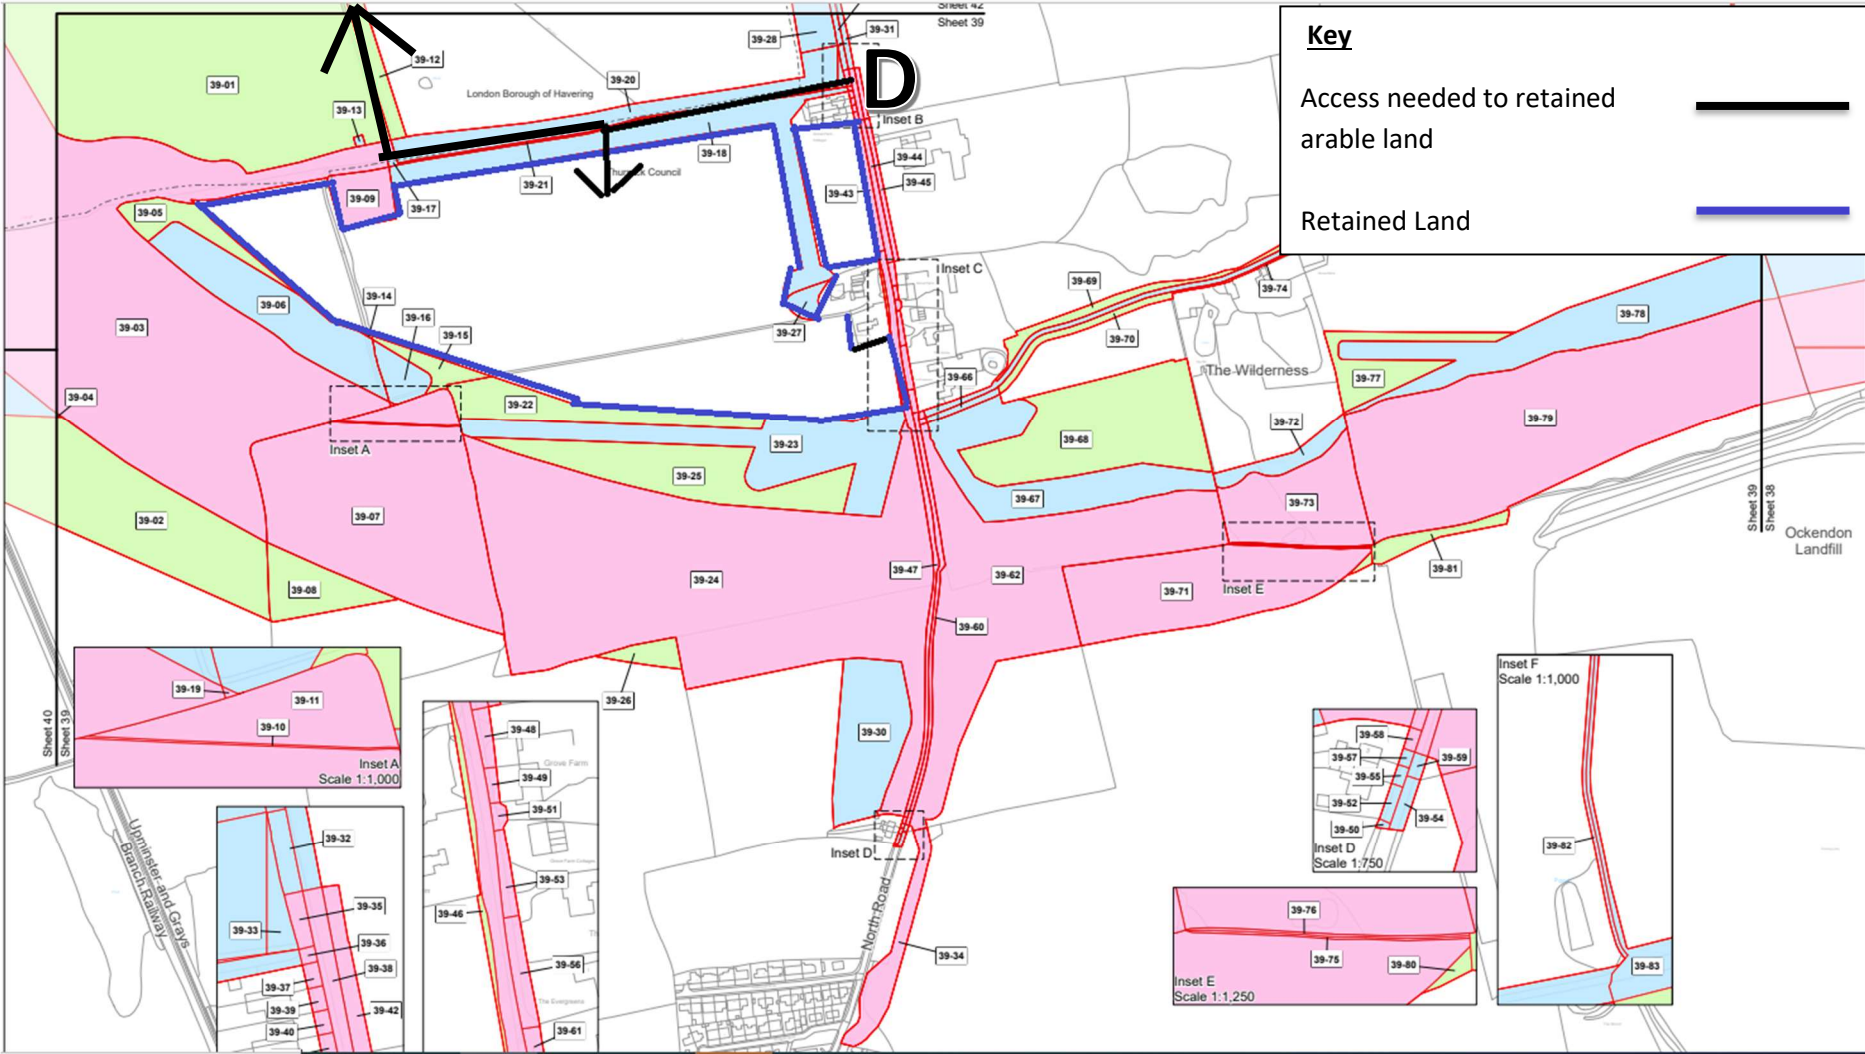 Sheet 42
Sheet 39
Key
Access needed to retained
arable land
Retained Land
D
39-28
39-31
39-12
39-01
39-20
London Borough of Havering
39-13
Inset B
39-18
39-44
39-21
39-45
39-43
39-09
39-17
39-05
Inset C
39-69
39-74
39-14
39-06
39-16
39-78
39-03
39-15
39-27
39-70
39-66
The Wilderness
39-77
39-04
39-22
39-79
39-72
39-68
39-23
Inset A
39-25
39-67
39-73
Sheet 39
Sheet 38
39-02
39-07
Ockendon
Landfill
39-47
39-62
39-81
39-24
39-08
39-71
Inset E
39-60
39-26
Sheet 40
Sheet 39
39-19
39-11
39-10
Inset A
Scale 1:1,000
39-30
39-48
Grove Farm
39-49
39-51
39-53
39-46
39-56
The Evergreens
39-61
Inset F
Scale 1:1,000
39-82
39-83
39-58
39-57
39-59
39-55
39-52
39-54
39-50
Inset D
Scale 1:750
Inset D
39-32
39-35
39-33
39-36
39-38
39-37
39-39
39-42
39-40
Upminster and Grays
Branch Railway
North Road
39-34
39-76
39-75
39-80
Inset E
Scale 1:1,250